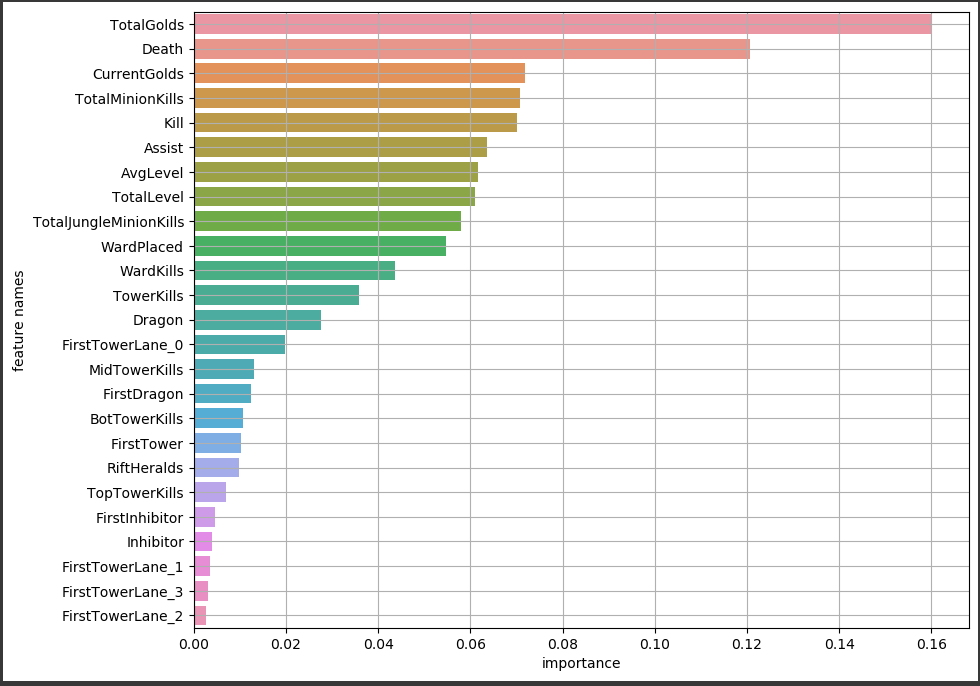 TotalGolds
Death
CurrentGolds
TotalMinionKills
Kill
Assist
AvgLevel
TotalLevel
TotalJungleMinionKills
WardPlaced
WardKills
TowerKills
Dragon
FirstTowerLane_0
MidTowerKills
FirstDragon
BotTowerKills
FirstTower
RiftHeralds
TopTowerKills
FirstInhibitor
Inhibitor
FirstTowerLane_1
FirstTowerLane_3
FirstTowerLane_2
feature names
0.00 0.02 0.04 0.06 0.08 0.10 0.12 0.14 0.16
importance